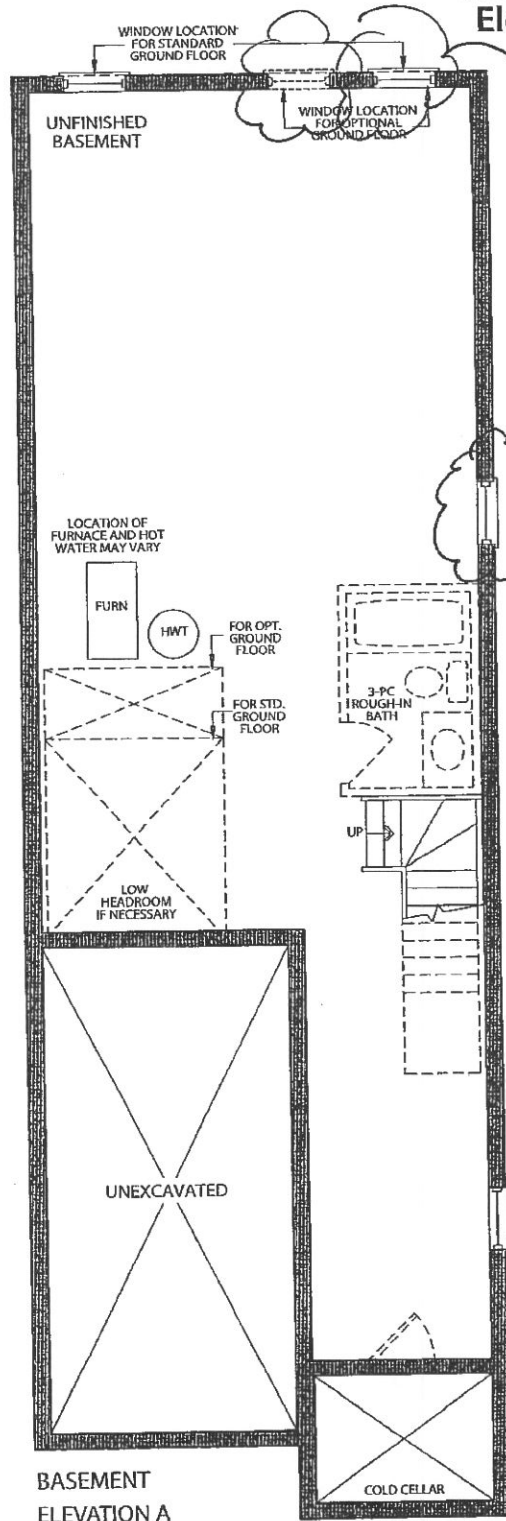 WINDOW LOCATION
FOR STANDARD
GROUND FLOOR
UNFINISHED
BASEMENT
WINDOW LOCATION
FOR OPTIONAL
GROUND FLOOR
LOCATION OF
FURNACE AND HOT
WATER MAY VARY
FURN
HWT
FOR OPT.
GROUND
FLOOR
FOR STD.
GROUND
FLOOR
3-PC
ROUGH-IN
BATH
UP
LOW
HEADROOM
IF NECESSARY
UNEXCAVATED
COLD CELLAR
BASEMENT
ELEVATION A